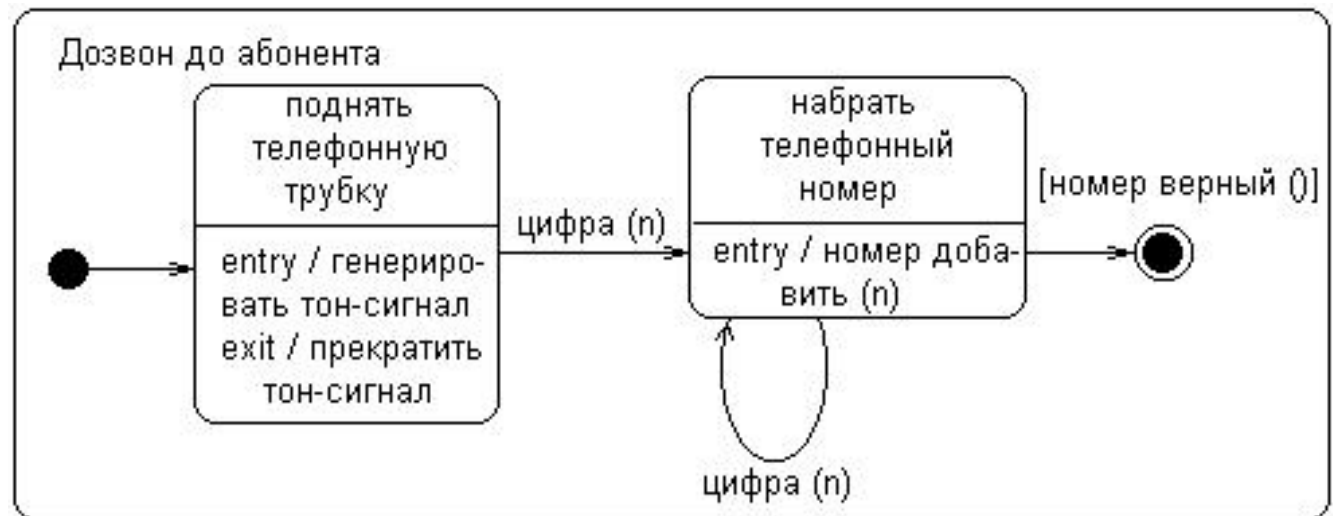 Дозвон до абонента
поднять
телефонную
трубку
entry / генериро-
вать тон-сигнал
exit / прекратить
тон-сигнал
цифра (n)
набрать
телефонный
номер
entry / номер доба-
вить (n)
цифра (n)
[номер верный ()]